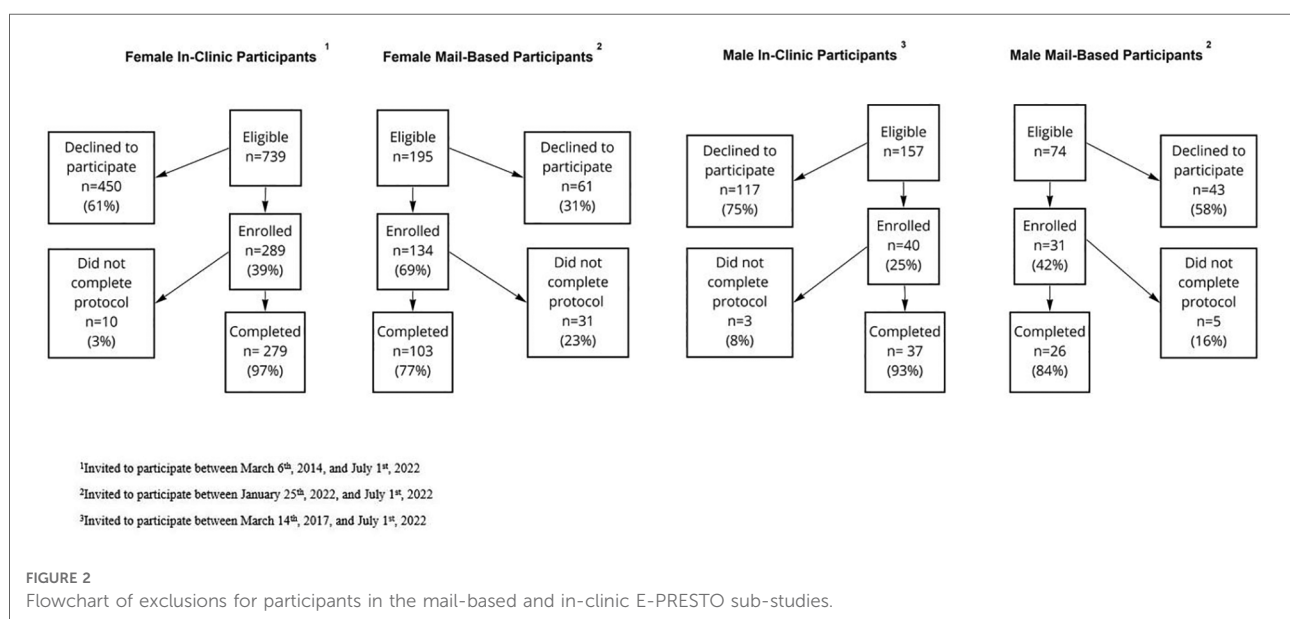 Female In-Clinic Participants 1
Female Mail-Based Participants 2
Male In-Clinic Participants 3
Male Mail-Based Participants 2
Declined to
participate
n=450
(61%)
Eligible
n=739
Enrolled
n=289
(39%)
Did not
complete
protocol
n=10
(3%)
Completed
n= 279
(97%)
Eligible
n=195
Declined to
participate
n=61
(31%)
Enrolled
n=134
(69%)
Did not
complete
protocol
n=31
(23%)
Completed
n=103
(77%)
Declined to
participate
n=117
(75%)
Eligible
n=157
Enrolled
n=40
(25%)
Did not
complete
protocol
n=3
(8%)
Completed
n= 37
(93%)
Eligible
n=74
Declined to
participate
n=43
(58%)
Enrolled
n=31
(42%)
Did not
complete
protocol
n=5
(16%)
Completed
n=26
(84%)
1Invited to participate between March 6th, 2014, and July 1st, 2022
2Invited to participate between January 25th, 2022, and July 1st, 2022
3Invited to participate between March 14th, 2017, and July 1st, 2022
FIGURE 2
Flowchart of exclusions for participants in the mail-based and in-clinic E-PRESTO sub-studies.